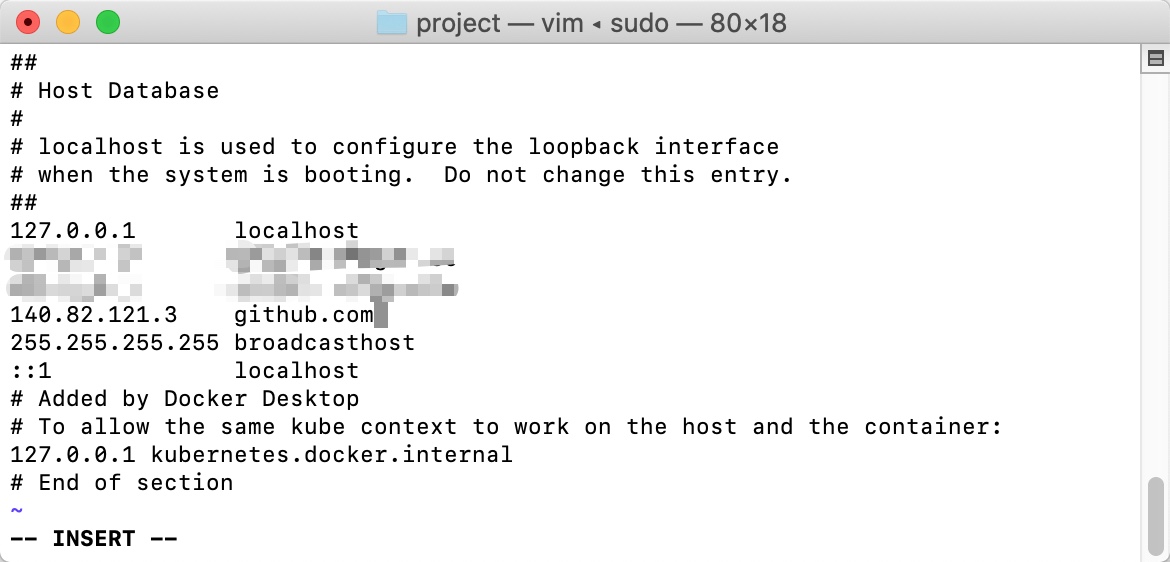 project — vim ◂ sudo — 80×18
##
# Host Database
#
# localhost is used to configure the loopback interface
# when the system is booting.  Do not change this entry.
##
127.0.0.1       localhost
140.82.121.3    github.com
255.255.255.255 broadcasthost
::1             localhost
# Added by Docker Desktop
# To allow the same kube context to work on the host and the container:
127.0.0.1 kubernetes.docker.internal
# End of section
~
-- INSERT --